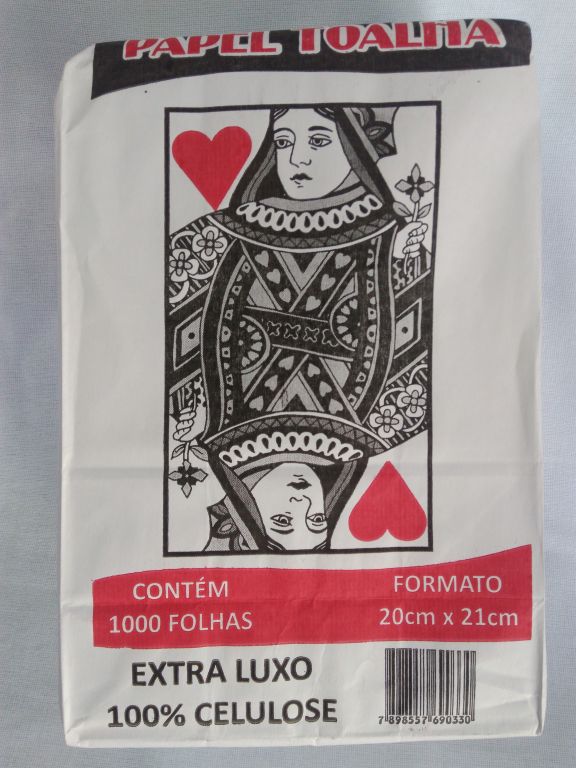 PAPEL TOALHA
CONTÉM
1000 FOLHAS
FORMATO
20cm x 21cm
EXTRA LUXO
100% CELULOSE
7 898557 690330